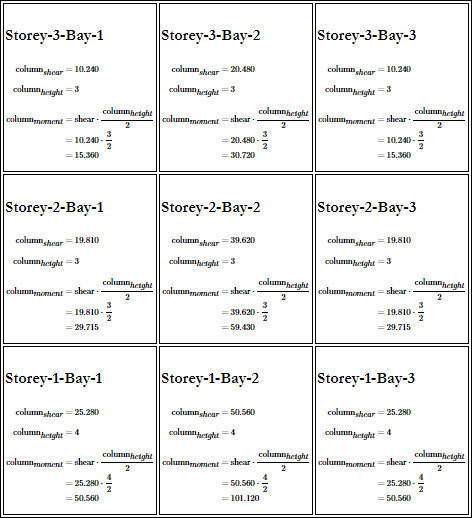 Storey-3-Bay-1
column_shear = 10.240
column_height = 3
column_moment = shear · column_height / 2
= 10.240 · 3 / 2
= 15.360
Storey-3-Bay-2
column_shear = 20.480
column_height = 3
column_moment = shear · column_height / 2
= 20.480 · 3 / 2
= 30.720
Storey-3-Bay-3
column_shear = 10.240
column_height = 3
column_moment = shear · column_height / 2
= 10.240 · 3 / 2
= 15.360
Storey-2-Bay-1
column_shear = 19.810
column_height = 3
column_moment = shear · column_height / 2
= 19.810 · 3 / 2
= 29.715
Storey-2-Bay-2
column_shear = 39.620
column_height = 3
column_moment = shear · column_height / 2
= 39.620 · 3 / 2
= 59.430
Storey-2-Bay-3
column_shear = 19.810
column_height = 3
column_moment = shear · column_height / 2
= 19.810 · 3 / 2
= 29.715
Storey-1-Bay-1
column_shear = 25.280
column_height = 4
column_moment = shear · column_height / 2
= 25.280 · 4 / 2
= 50.560
Storey-1-Bay-2
column_shear = 50.560
column_height = 4
column_moment = shear · column_height / 2
= 50.560 · 4 / 2
= 101.120
Storey-1-Bay-3
column_shear = 25.280
column_height = 4
column_moment = shear · column_height / 2
= 25.280 · 4 / 2
= 50.560